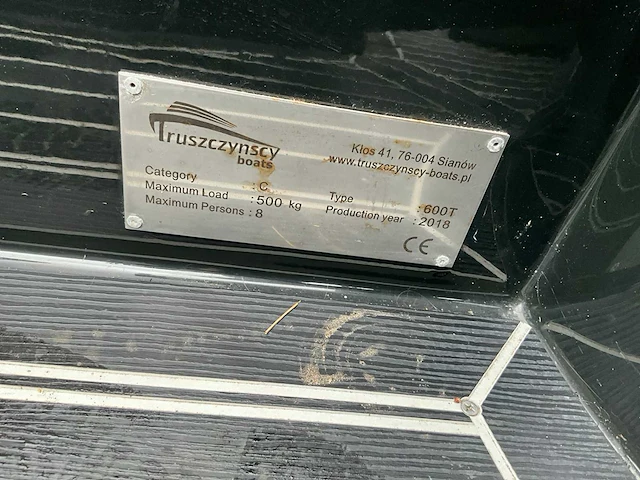 Truszczynscy
boats
Kłos 41, 76-004 Sianów
www.truszczynscy-boats.pl
Category : C
Maximum Load : 500 kg
Maximum Persons : 8
Type : 600T
Production year : 2018
CE